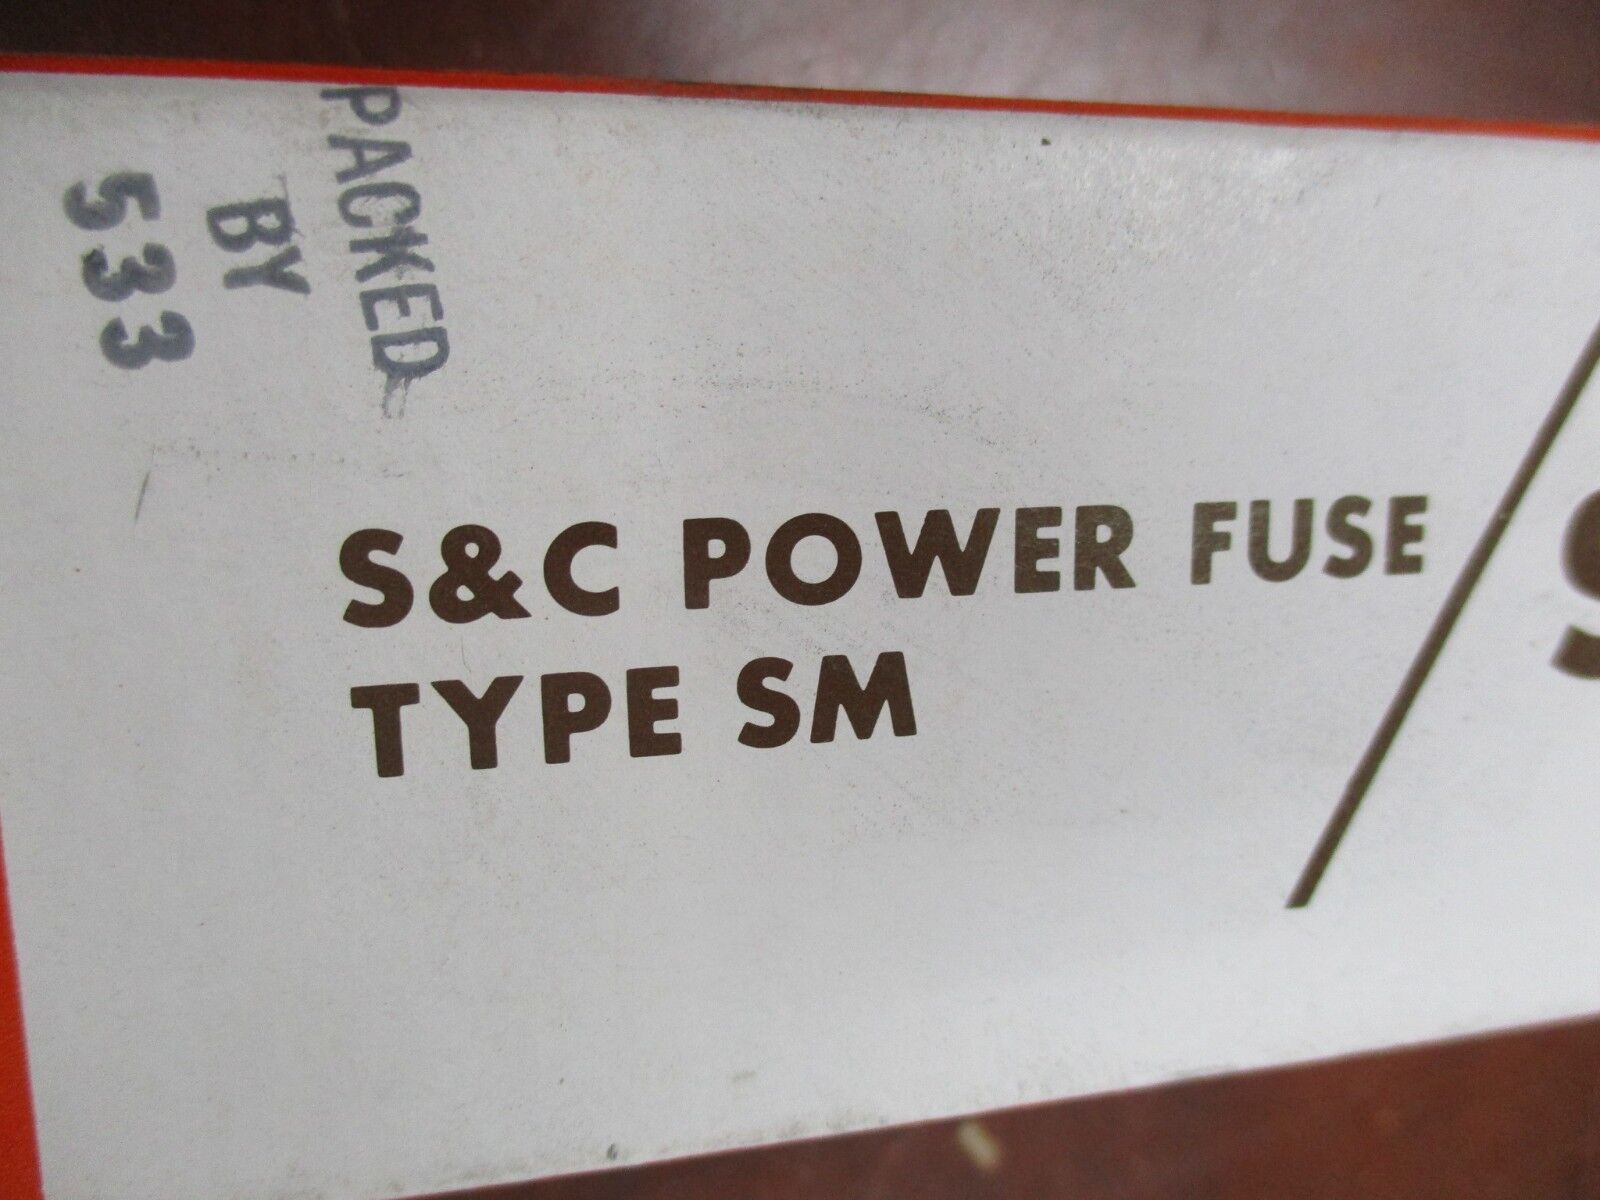 PACKED
BY
533
S&C POWER FUSE
TYPE SM